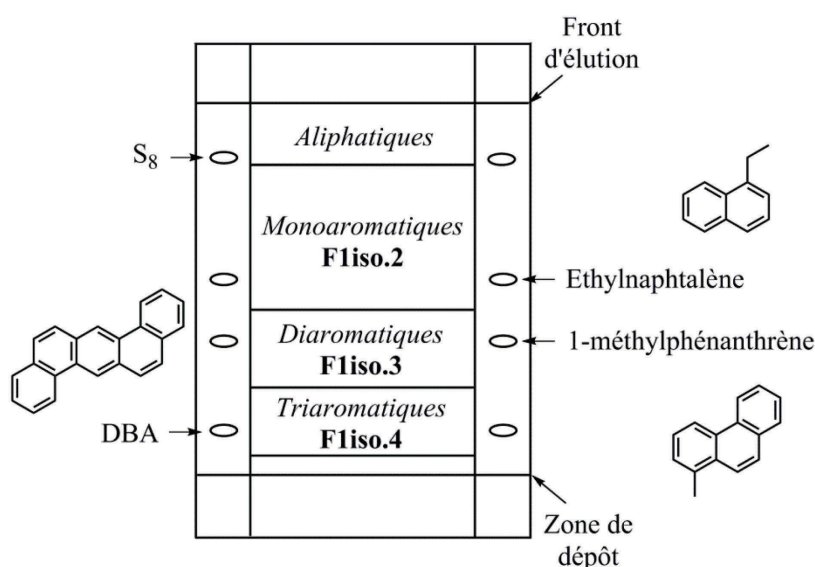 Front
d'élution
Aliphatiques
S8
Monoaromatiques
F1iso.2
Ethylnaphtalène
Diaromatiques
F1iso.3
1-méthylphénanthrène
Triaromatiques
F1iso.4
DBA
Zone de
dépôt